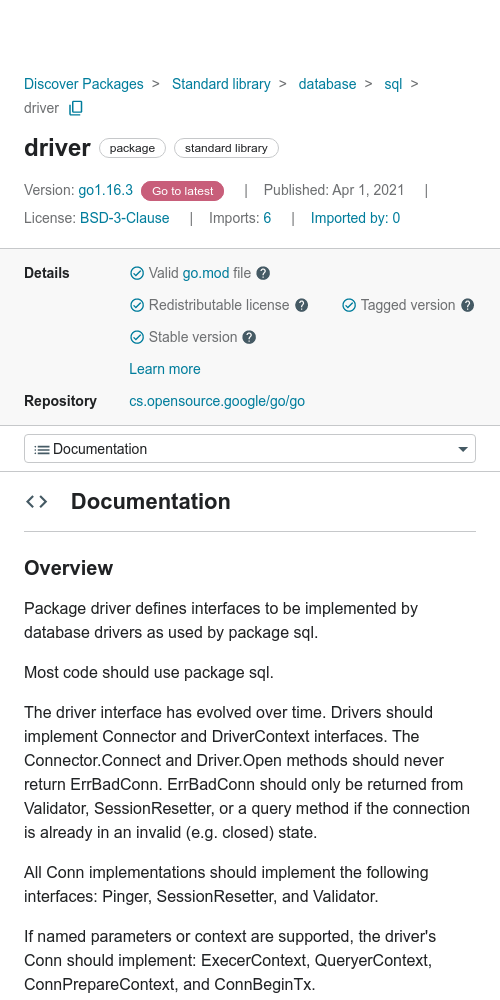 Discover Packages > Standard library > database > sql >
driver
driver package standard library
Version: go1.16.3 Go to latest | Published: Apr 1, 2021 |
License: BSD-3-Clause | Imports: 6 | Imported by: 0
Details Valid go.mod file ?
Redistributable license ? Tagged version ?
Stable version ?
Learn more
Repository cs.opensource.google/go/go
Documentation
<> Documentation
Overview
Package driver defines interfaces to be implemented by
database drivers as used by package sql.
Most code should use package sql.
The driver interface has evolved over time. Drivers should
implement Connector and DriverContext interfaces. The
Connector.Connect and Driver.Open methods should never
return ErrBadConn. ErrBadConn should only be returned from
Validator, SessionResetter, or a query method if the connection
is already in an invalid (e.g. closed) state.
All Conn implementations should implement the following
interfaces: Pinger, SessionResetter, and Validator.
If named parameters or context are supported, the driver's
Conn should implement: ExecerContext, QueryerContext,
ConnPrepareContext, and ConnBeginTx.